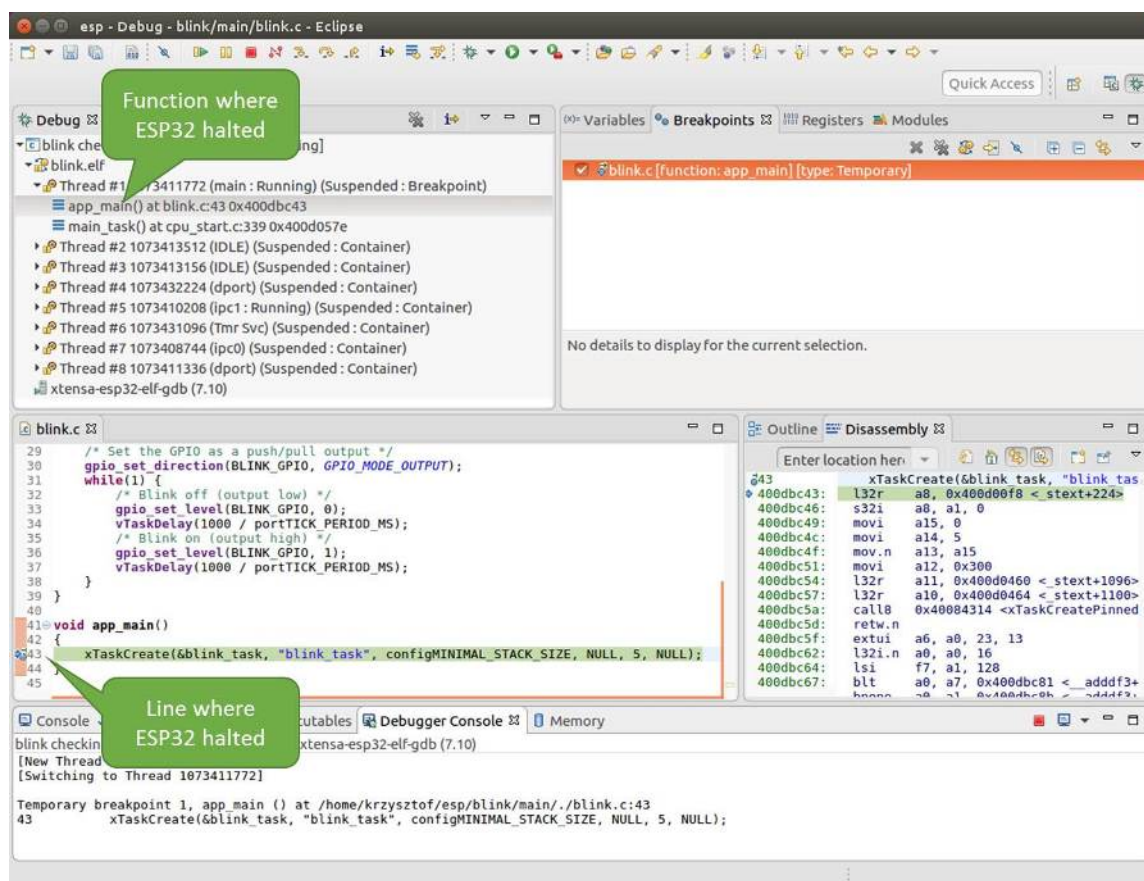 esp - Debug - blink/main/blink.c - Eclipse
Quick Access
Function where
ESP32 halted
Debug
blink che
ing]
blink.elf
Thread #1 1073411772 (main : Running) (Suspended : Breakpoint)
app_main() at blink.c:43 0x400dbc43
main_task() at cpu_start.c:339 0x400d057e
Thread #2 1073413512 (IDLE) (Suspended : Container)
Thread #3 1073413156 (IDLE) (Suspended : Container)
Thread #4 1073432224 (dport) (Suspended : Container)
Thread #5 1073410208 (ipc1 : Running) (Suspended : Container)
Thread #6 1073431096 (Tmr Svc) (Suspended : Container)
Thread #7 1073408744 (ipc0) (Suspended : Container)
Thread #8 1073411336 (dport) (Suspended : Container)
xtensa-esp32-elf-gdb (7.10)
(x)= Variables Breakpoints Registers Modules
blink.c [function: app_main] [type: Temporary]
No details to display for the current selection.
blink.c
29 /* Set the GPIO as a push/pull output */
30 gpio_set_direction(BLINK_GPIO, GPIO_MODE_OUTPUT);
31 while(1) {
32 /* Blink off (output low) */
33 gpio_set_level(BLINK_GPIO, 0);
34 vTaskDelay(1000 / portTICK_PERIOD_MS);
35 /* Blink on (output high) */
36 gpio_set_level(BLINK_GPIO, 1);
37 vTaskDelay(1000 / portTICK_PERIOD_MS);
38 }
39 }
40
41 void app_main()
42 {
43 xTaskCreate(&blink_task, "blink_task", configMINIMAL_STACK_SIZE, NULL, 5, NULL);
44
45
Outline Disassembly
Enter location her
43 xTaskCreate(&blink_task, "blink_tas
400dbc43: l32r a8, 0x400d00f8 <_stext+224>
400dbc46: s32i a8, a1, 0
400dbc49: movi a15, 0
400dbc4c: movi a14, 5
400dbc4f: mov.n a13, a15
400dbc51: movi a12, 0x300
400dbc54: l32r a11, 0x400d0460 <_stext+1096>
400dbc57: l32r a10, 0x400d0464 <_stext+1100>
400dbc5a: call8 0x40084314 <xTaskCreatePinned
400dbc5d: retw.n
400dbc5f: extui a6, a0, 23, 13
400dbc62: l32i.n a0, a0, 16
400dbc64: lsi f7, a1, 128
400dbc67: blt a0, a7, 0x400dbc81 <__adddf3+
Line where
ESP32 halted
Console
cutables Debugger Console Memory
blink checkin
xtensa-esp32-elf-gdb (7.10)
[New Thread
[Switching to Thread 1073411772]
Temporary breakpoint 1, app_main () at /home/krzysztof/esp/blink/main/./blink.c:43
43 xTaskCreate(&blink_task, "blink_task", configMINIMAL_STACK_SIZE, NULL, 5, NULL);